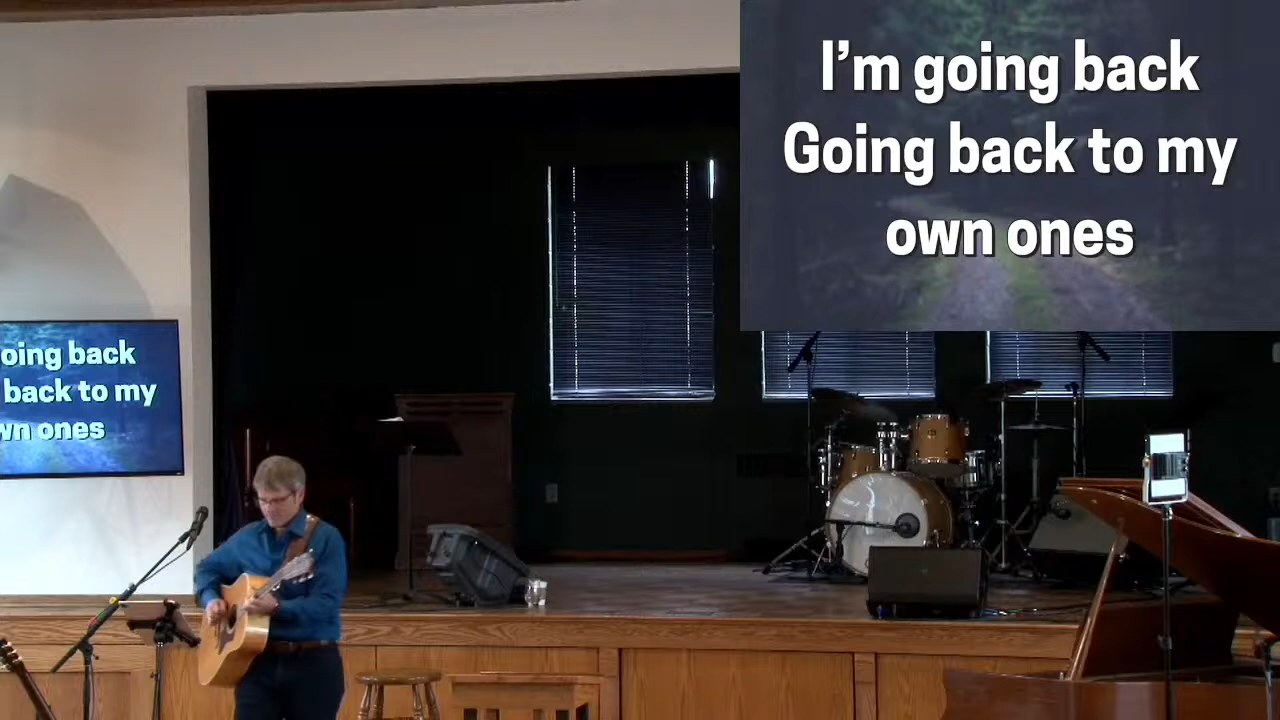 I’m going back
Going back to my
own ones
oing back
back to my
wn ones